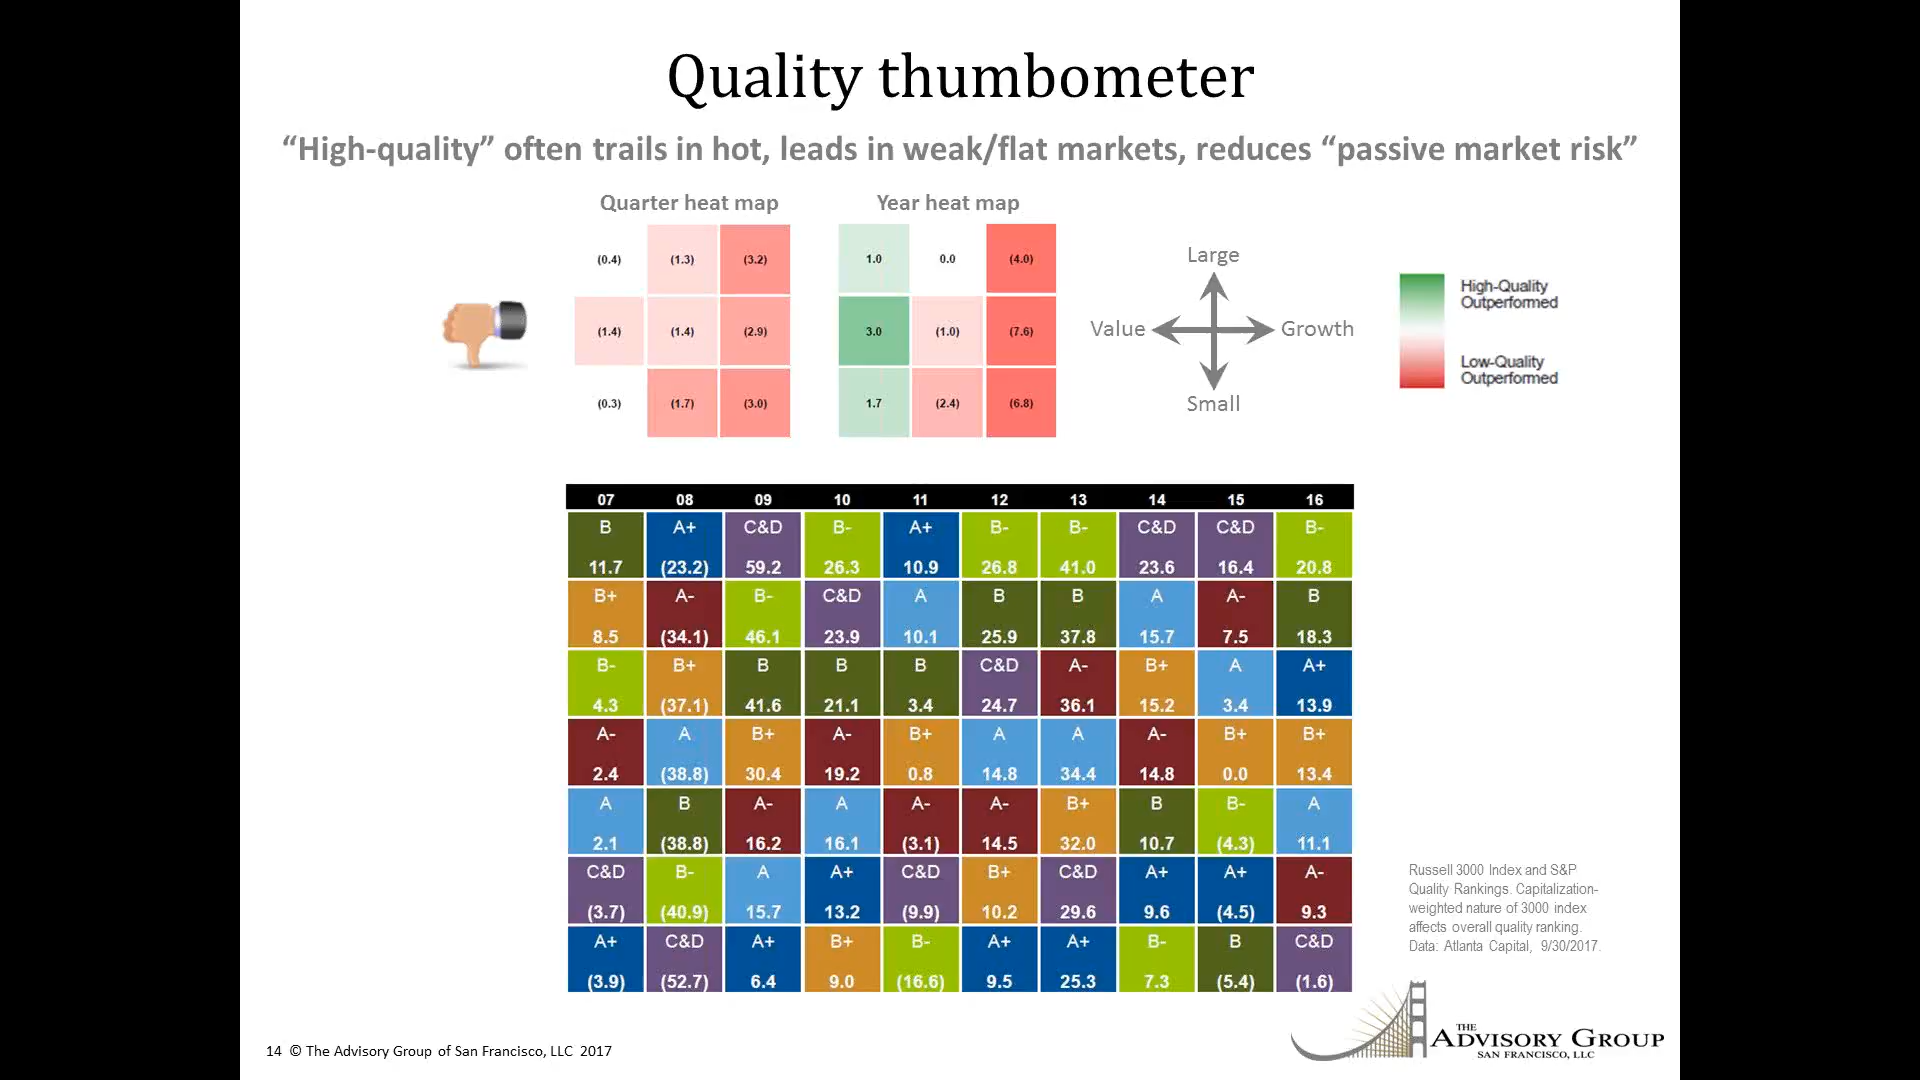 Quality thumbometer
“High-quality” often trails in hot, leads in weak/flat markets, reduces “passive market risk”
Quarter heat map
(0.4) (1.3) (3.2)
(1.4) (1.4) (2.9)
(0.3) (1.7) (3.0)
Year heat map
1.0 0.0 (4.0)
3.0 (1.0) (7.6)
1.7 (2.4) (6.8)
Large
Value Growth
Small
High-Quality
Outperformed
Low-Quality
Outperformed
07 08 09 10 11 12 13 14 15 16
B A+ C&D B- A+ B- B- C&D C&D B-
11.7 (23.2) 59.2 26.3 10.9 26.8 41.0 23.6 16.4 20.8
B+ A- B- C&D A B B A A- B
8.5 (34.1) 46.1 23.9 10.1 25.9 37.8 15.7 7.5 18.3
B- B+ B B B C&D A- B+ A A+
4.3 (37.1) 41.6 21.1 3.4 24.7 36.1 15.2 3.4 13.9
A- A B+ A- B+ A A A- B+ B+
2.4 (38.8) 30.4 19.2 0.8 14.8 34.4 14.8 0.0 13.4
A B A- A A- A- B+ B B- A
2.1 (38.8) 16.2 16.1 (3.1) 14.5 32.0 10.7 (4.3) 11.1
C&D B- A A+ C&D B+ C&D A+ A+ A-
(3.7) (40.9) 15.7 13.2 (9.9) 10.2 29.6 9.6 (4.5) 9.3
A+ C&D A+ B+ B- A+ A+ B- B C&D
(3.9) (52.7) 6.4 9.0 (16.6) 9.5 25.3 7.3 (5.4) (1.6)
Russell 3000 Index and S&P
Quality Rankings. Capitalization-
weighted nature of 3000 index
affects overall quality ranking.
Data: Atlanta Capital, 9/30/2017.
THE ADVISORY GROUP
SAN FRANCISCO, LLC
14 © The Advisory Group of San Francisco, LLC 2017